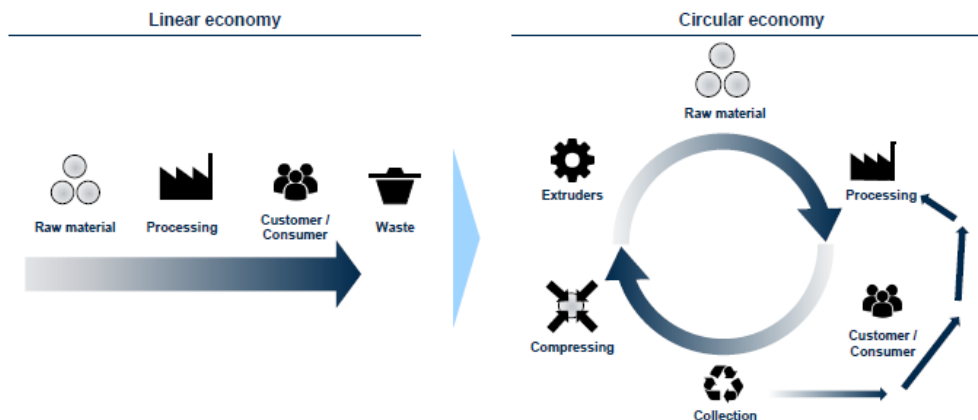 Linear economy
Raw material
Processing
Customer /
Consumer
Waste
Circular economy
Raw material
Extruders
Processing
Compressing
Customer /
Consumer
Collection